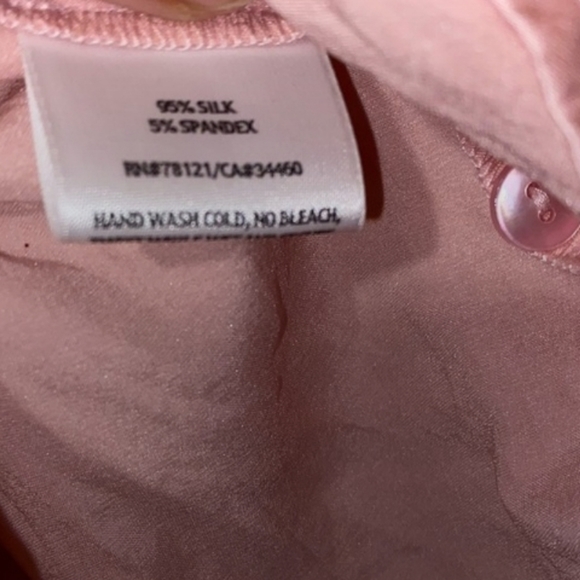 95% SILK
5% SPANDEX
RN#78121/CA#34460
HAND WASH COLD, NO BLEACH,